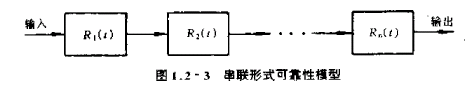 输入 R₁(t) R₂(t) · · · Rₙ(t) 输出
图1.2-3 串联形式可靠性模型